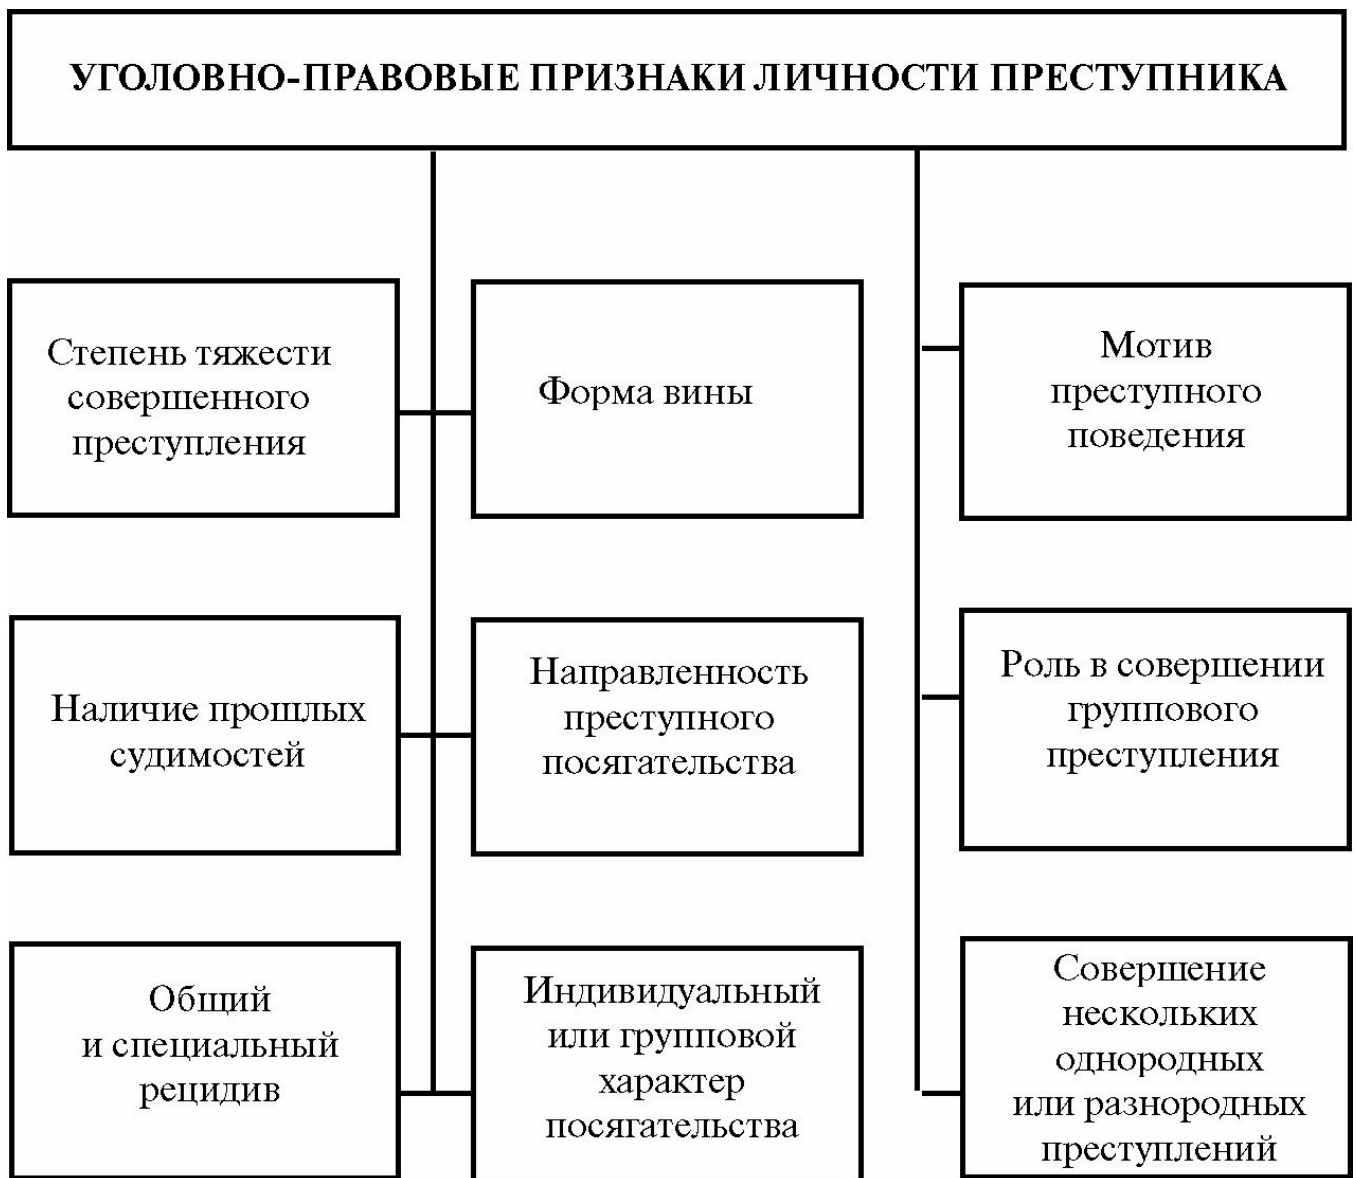 УГОЛОВНО-ПРАВОВЫЕ ПРИЗНАКИ ЛИЧНОСТИ ПРЕСТУПНИКА
Степень тяжести
совершенного
преступления
Форма вины
Мотив
преступного
поведения
Наличие прошлых
судимостей
Направленность
преступного
посягательства
Роль в совершении
группового
преступления
Общий
и специальный
рецидив
Индивидуальный
или групповой
характер
посягательства
Совершение
нескольких
однородных
или разнородных
преступлений